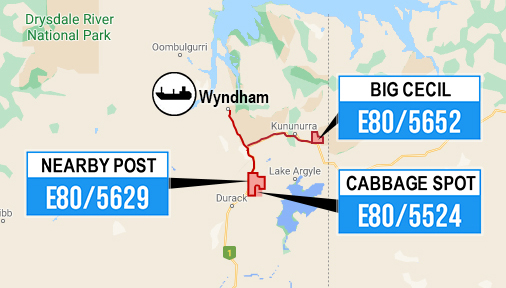 Drysdale River
National Park
Oombulgurri
Wyndham
BIG CECIL
E80/5652
Kununurra
NEARBY POST
E80/5629
Lake Argyle
CABBAGE SPOT
E80/5524
Durack
ibb
1